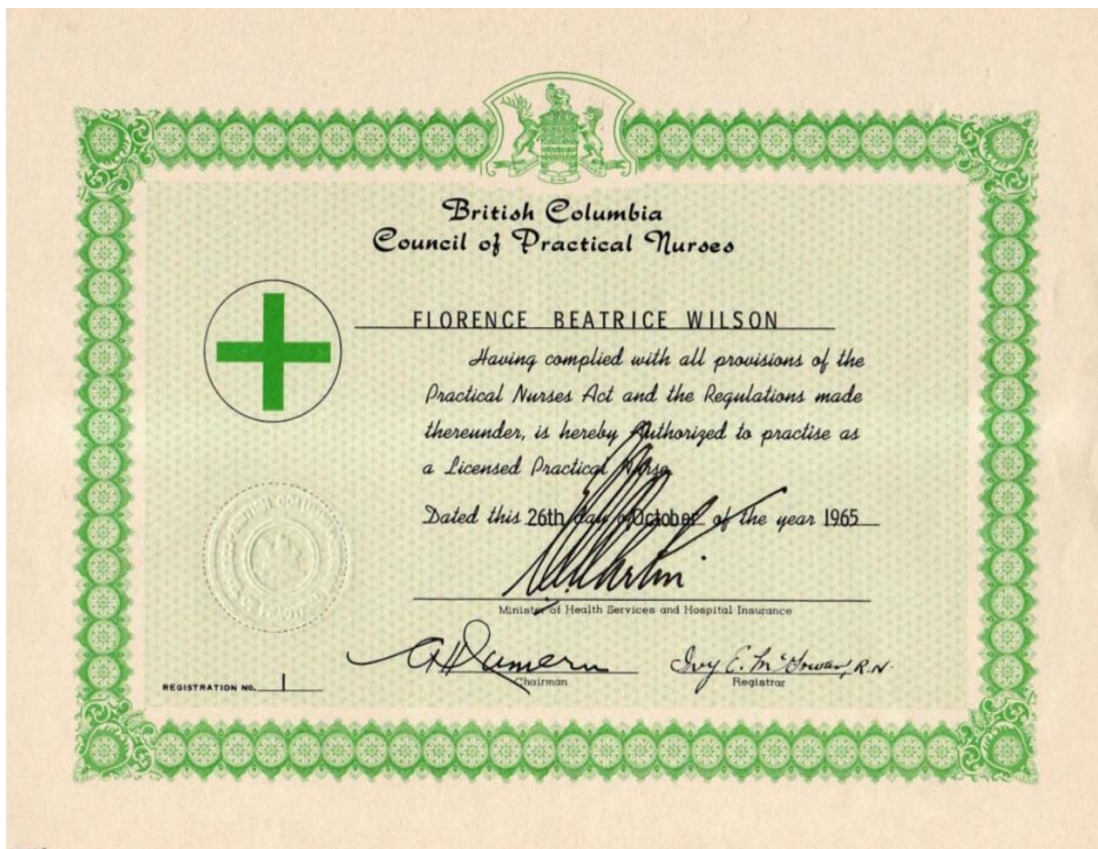 British Columbia
Council of Practical Nurses
FLORENCE BEATRICE WILSON
Having complied with all provisions of the
Practical Nurses Act and the Regulations made
thereunder, is hereby Authorized to practise as
a Licensed Practical Nurse
Dated this 26th day of October of the year 1965
Minister of Health Services and Hospital Insurance
Ivy E. McGowan, R.N.
Chairman
Registrar
REGISTRATION NO. 1